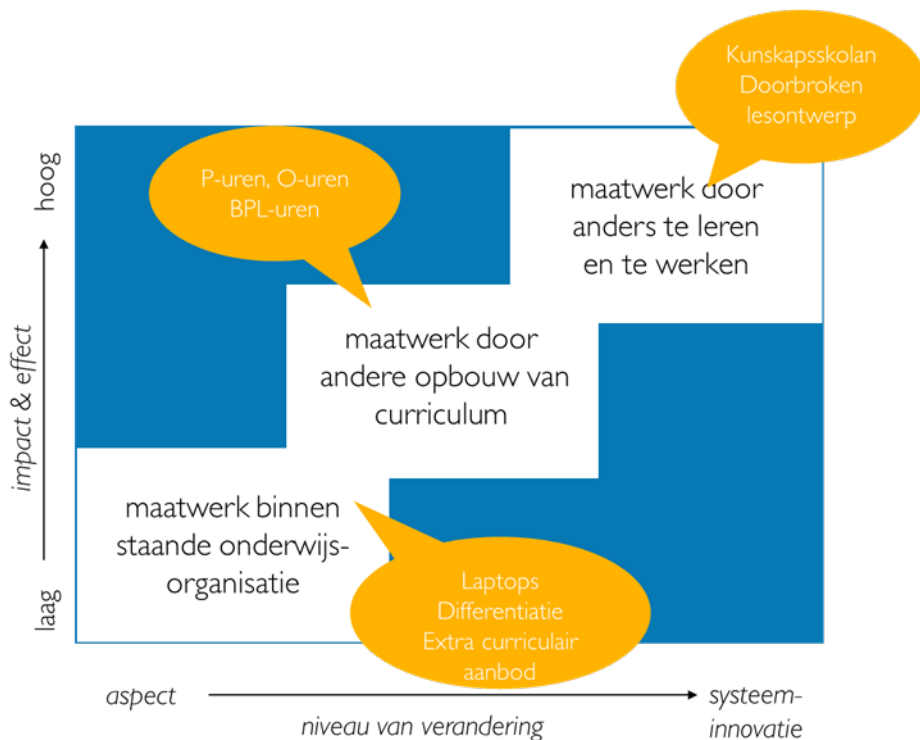 Kunskapsskolan
Doorbroken
lesontwerp
hoog
P-uren, O-uren
BPL-uren
maatwerk door
anders te leren
en te werken
impact & effect
maatwerk door
andere opbouw van
curriculum
maatwerk binnen
staande onderwijs-
organisatie
laag
Laptops
Differentiatie
Extra curriculair
aanbod
aspect
niveau van verandering
systeem-
innovatie